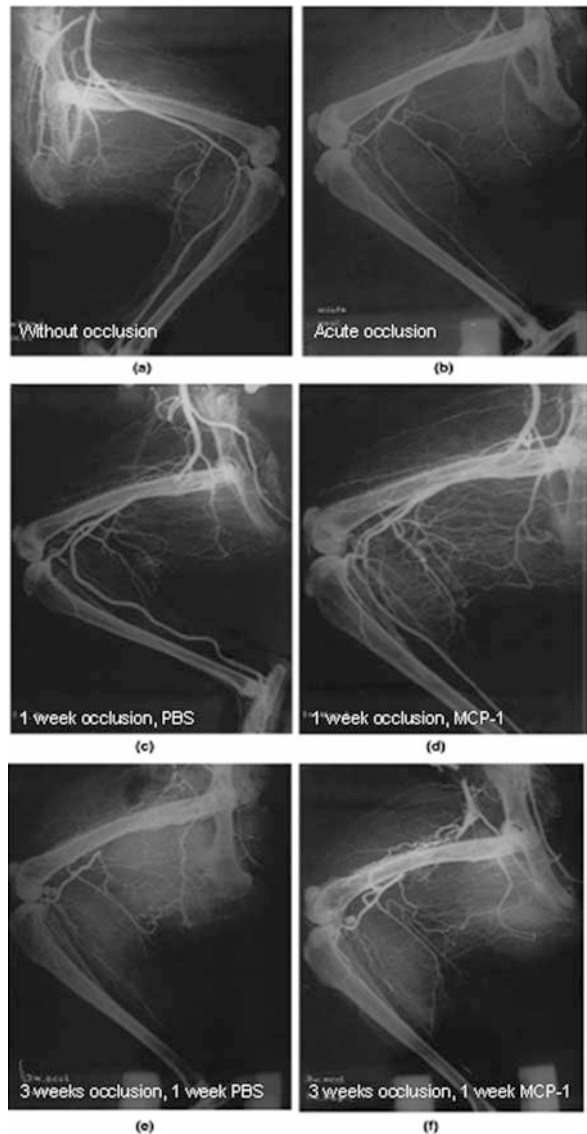 Without occlusion
Acute occlusion
(a)
(b)
1 week occlusion, PBS
1 week occlusion, MCP-1
(c)
(d)
3 weeks occlusion, 1 week PBS
3 weeks occlusion, 1 week MCP-1
(e)
(f)